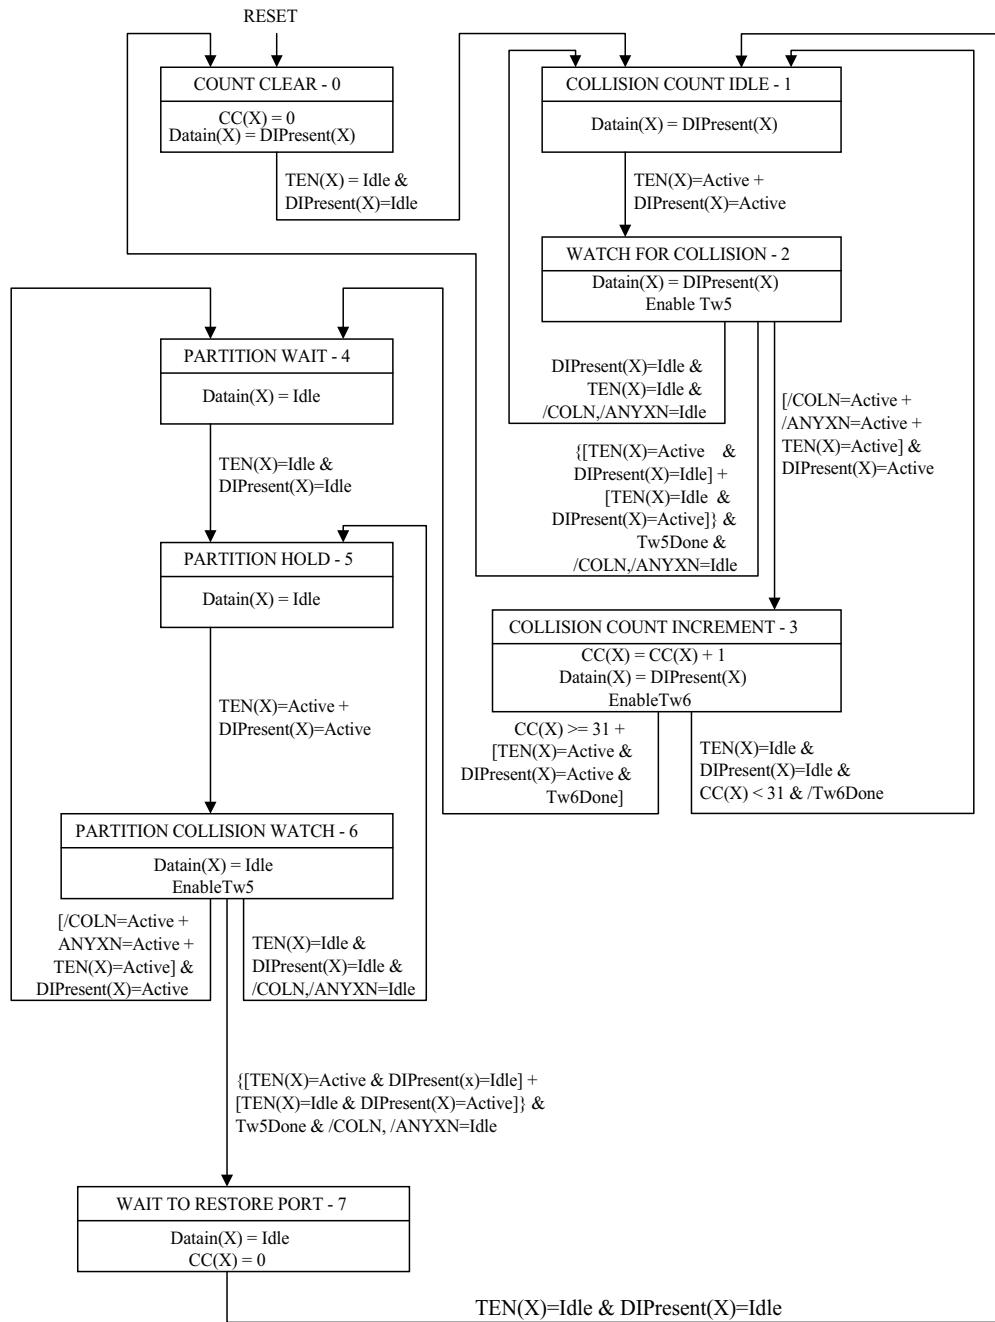 RESET
COUNT CLEAR - 0
CC(X) = 0
Datain(X) = DIPresent(X)
TEN(X) = Idle &
DIPresent(X)=Idle
COLLISION COUNT IDLE - 1
Datain(X) = DIPresent(X)
TEN(X)=Active +
DIPresent(X)=Active
WATCH FOR COLLISION - 2
Datain(X) = DIPresent(X)
Enable Tw5
DIPresent(X)=Idle &
TEN(X)=Idle &
/COLN,/ANYXN=Idle
{[TEN(X)=Active &
DIPresent(X)=Idle] +
[TEN(X)=Idle &
DIPresent(X)=Active]} &
Tw5Done &
/COLN,/ANYXN=Idle
[/COLN=Active +
/ANYXN=Active +
TEN(X)=Active] &
DIPresent(X)=Active
COLLISION COUNT INCREMENT - 3
CC(X) = CC(X) + 1
Datain(X) = DIPresent(X)
EnableTw6
CC(X) >= 31 +
[TEN(X)=Active &
DIPresent(X)=Active &
Tw6Done]
TEN(X)=Idle &
DIPresent(X)=Idle &
CC(X) < 31 & /Tw6Done
PARTITION WAIT - 4
Datain(X) = Idle
TEN(X)=Idle &
DIPresent(X)=Idle
PARTITION HOLD - 5
Datain(X) = Idle
TEN(X)=Active +
DIPresent(X)=Active
PARTITION COLLISION WATCH - 6
Datain(X) = Idle
EnableTw5
[/COLN=Active +
ANYXN=Active +
TEN(X)=Active] &
DIPresent(X)=Active
TEN(X)=Idle &
DIPresent(X)=Idle &
/COLN,/ANYXN=Idle
{[TEN(X)=Active & DIPresent(x)=Idle] +
[TEN(X)=Idle & DIPresent(X)=Active]} &
Tw5Done & /COLN, /ANYXN=Idle
WAIT TO RESTORE PORT - 7
Datain(X) = Idle
CC(X) = 0
TEN(X)=Idle & DIPresent(X)=Idle